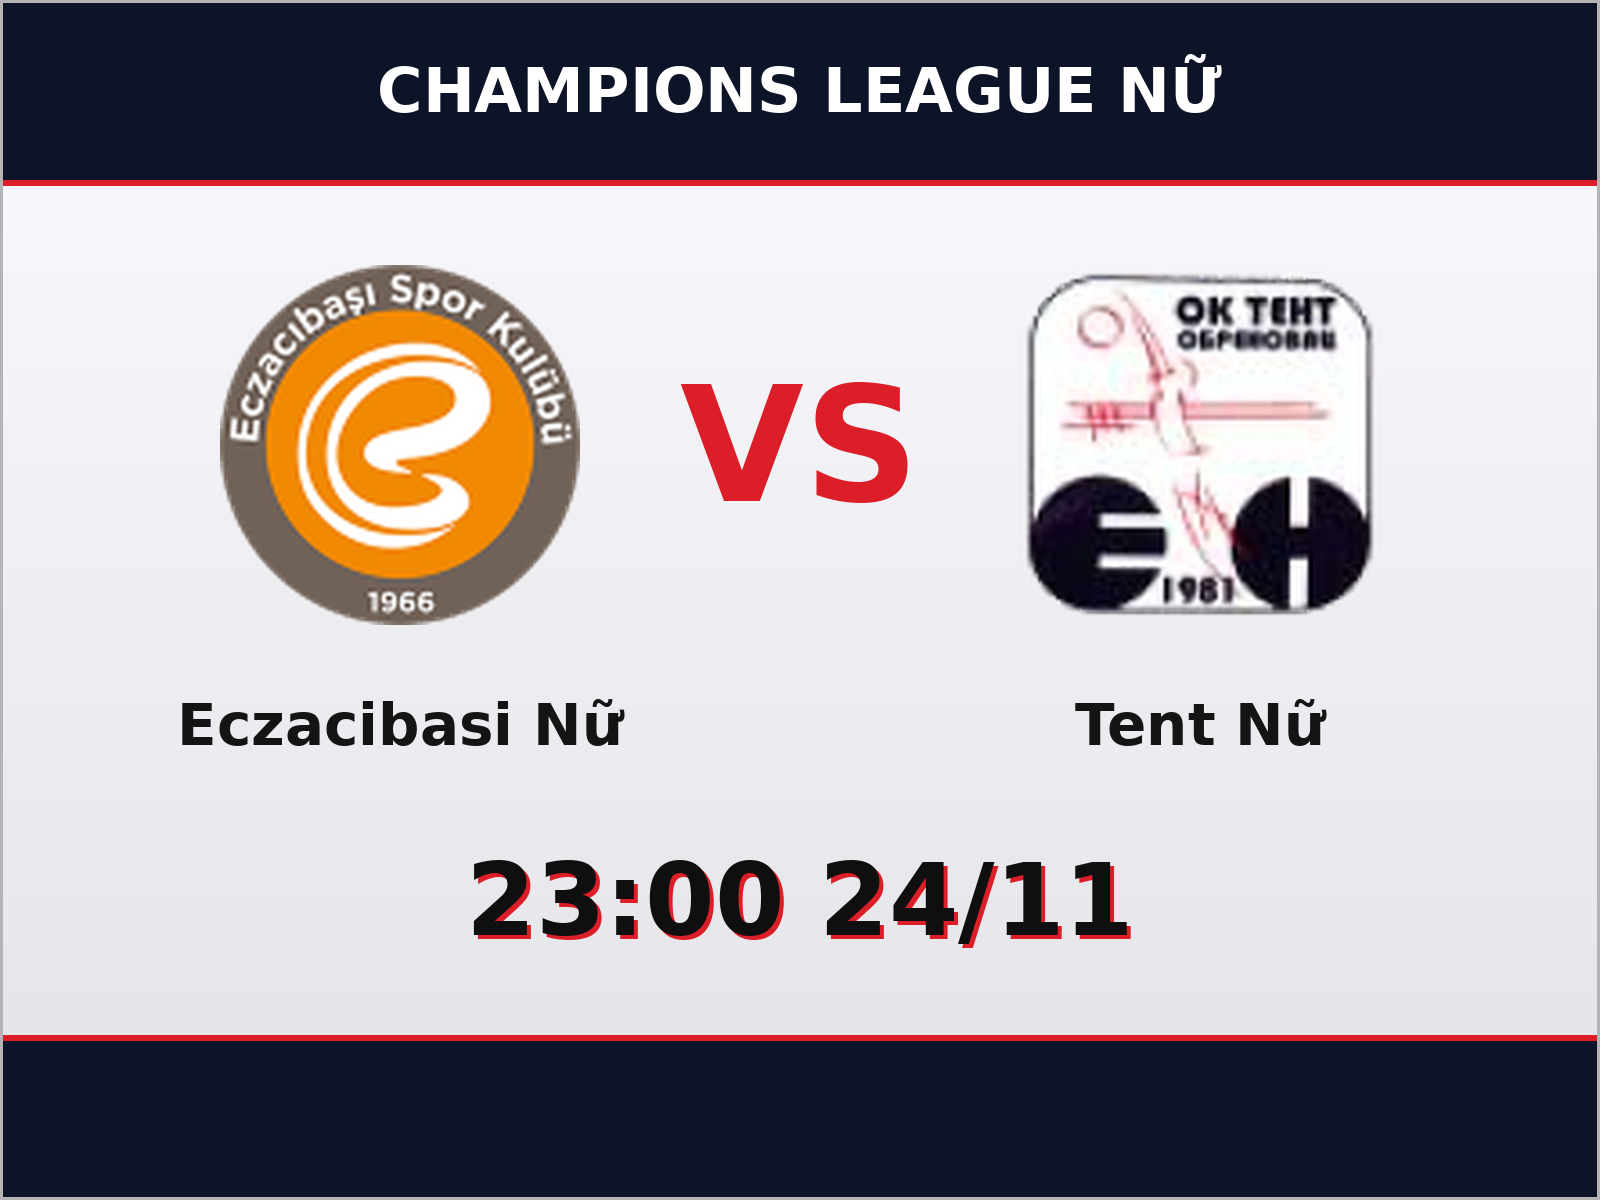 CHAMPIONS LEAGUE NỮ
Eczacıbaşı Spor Kulübü
1966
VS
ОК ТЕНТ
ОБРЕНОВАЦ
1981
Eczacibasi Nữ
Tent Nữ
23:00 24/11